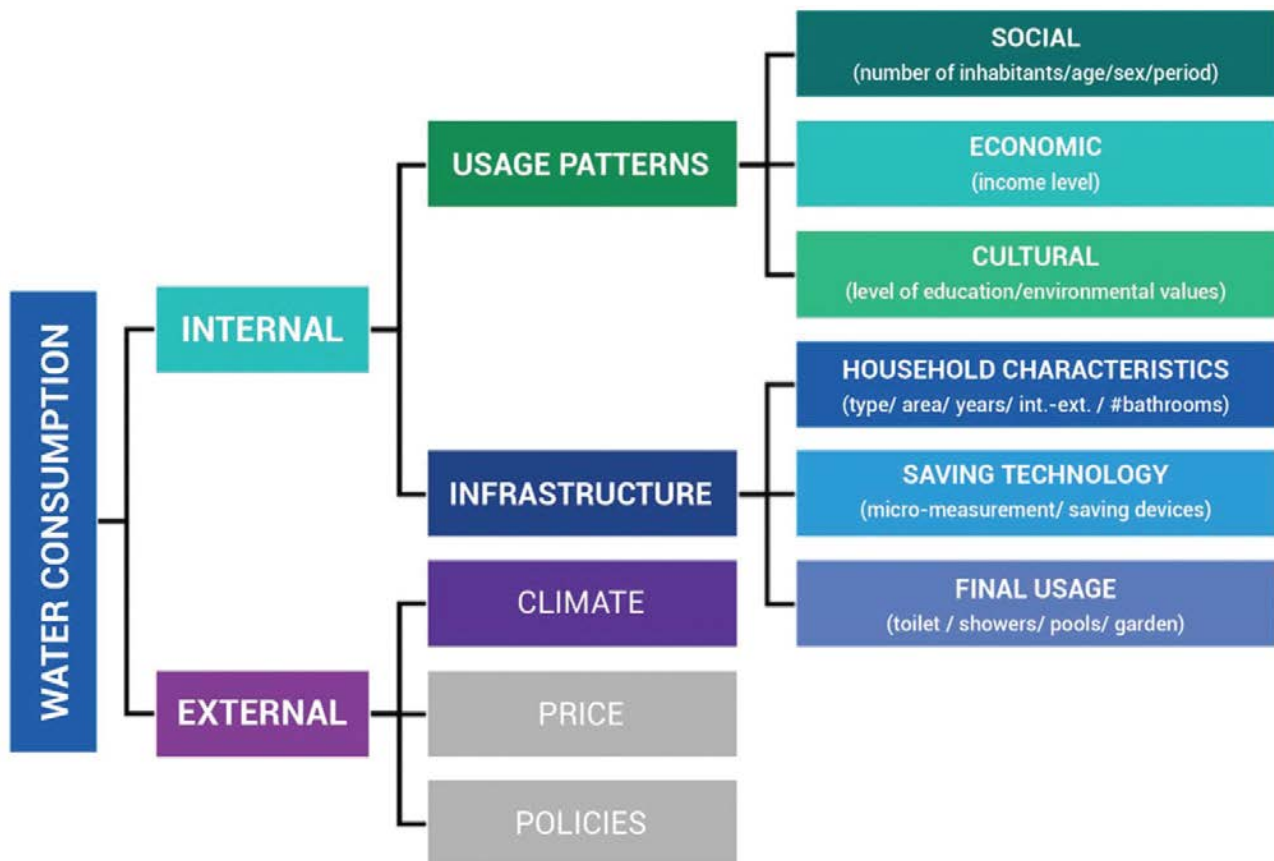 WATER CONSUMPTION
INTERNAL
USAGE PATTERNS
SOCIAL
(number of inhabitants/age/sex/period)
ECONOMIC
(income level)
CULTURAL
(level of education/environmental values)
INFRASTRUCTURE
HOUSEHOLD CHARACTERISTICS
(type/ area/ years/ int.-ext. / #bathrooms)
SAVING TECHNOLOGY
(micro-measurement/ saving devices)
FINAL USAGE
(toilet / showers/ pools/ garden)
EXTERNAL
CLIMATE
PRICE
POLICIES